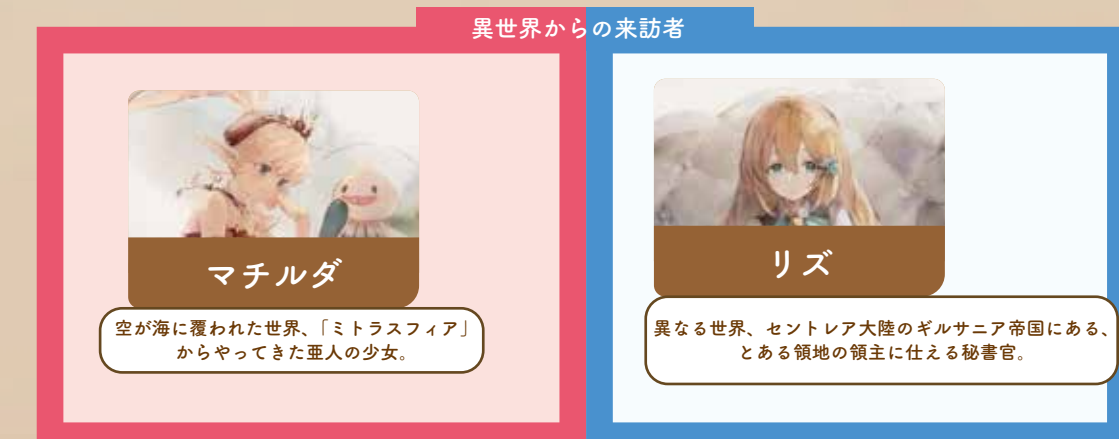 異世界からの来訪者
マチルダ
空が海に覆われた世界、「ミトラスフィア」
からやってきた亜人の少女。
リズ
異なる世界、セントレア大陸のギルサニア帝国にある、
とある領地の領主に仕える秘書官。